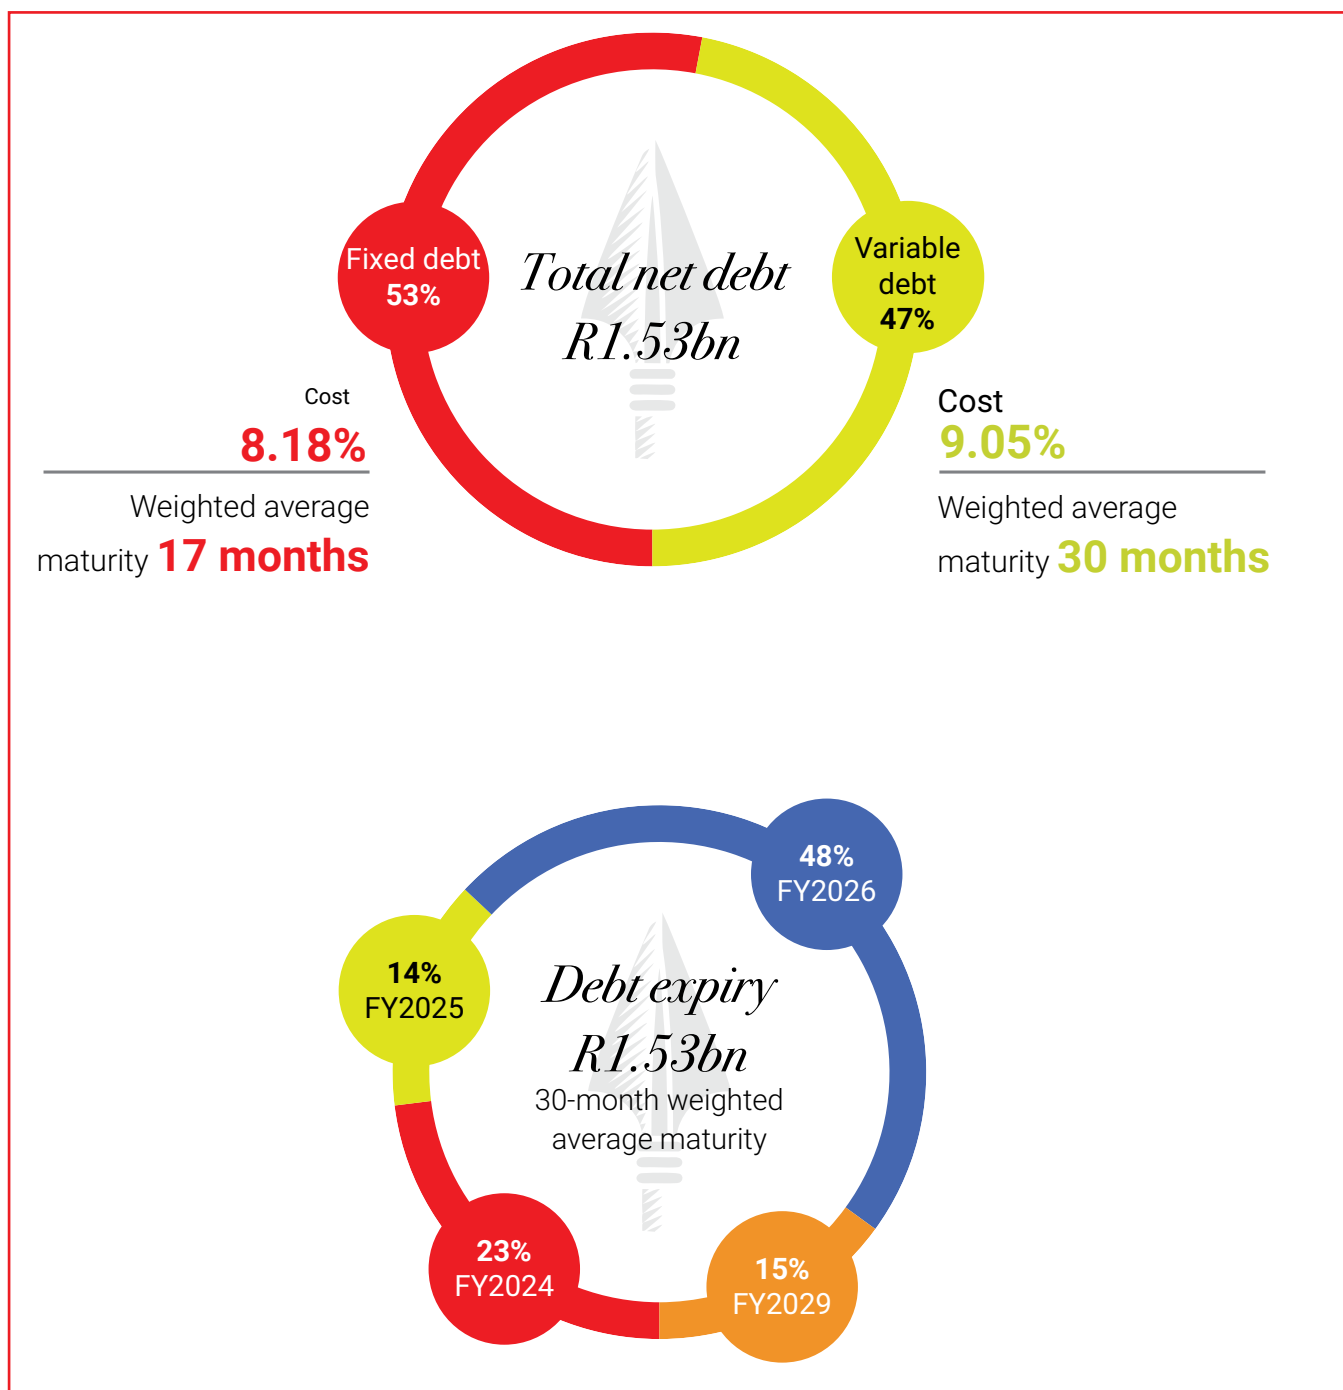 Fixed debt
53%
Total net debt
R1.53bn
Variable
debt
47%
Cost
8.18%
Weighted average
maturity 17 months
Cost
9.05%
Weighted average
maturity 30 months
48%
FY2026
14%
FY2025
Debt expiry
R1.53bn
30-month weighted
average maturity
23%
FY2024
15%
FY2029